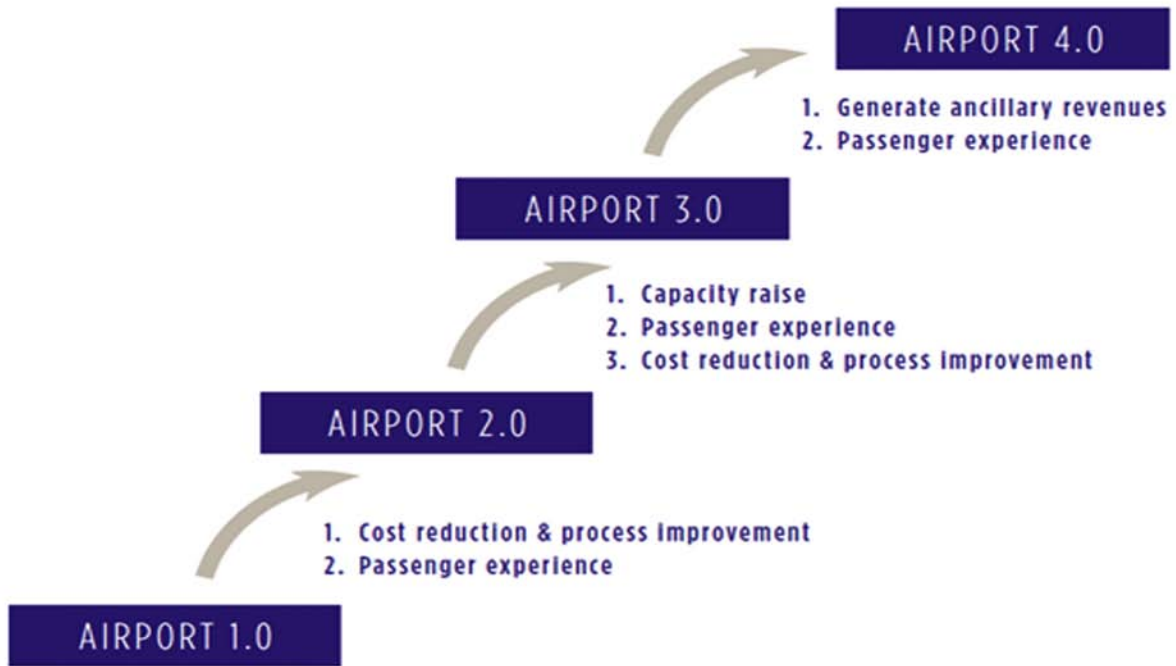 AIRPORT 4.0
1. Generate ancillary revenues
2. Passenger experience
AIRPORT 3.0
1. Capacity raise
2. Passenger experience
3. Cost reduction & process improvement
AIRPORT 2.0
1. Cost reduction & process improvement
2. Passenger experience
AIRPORT 1.0